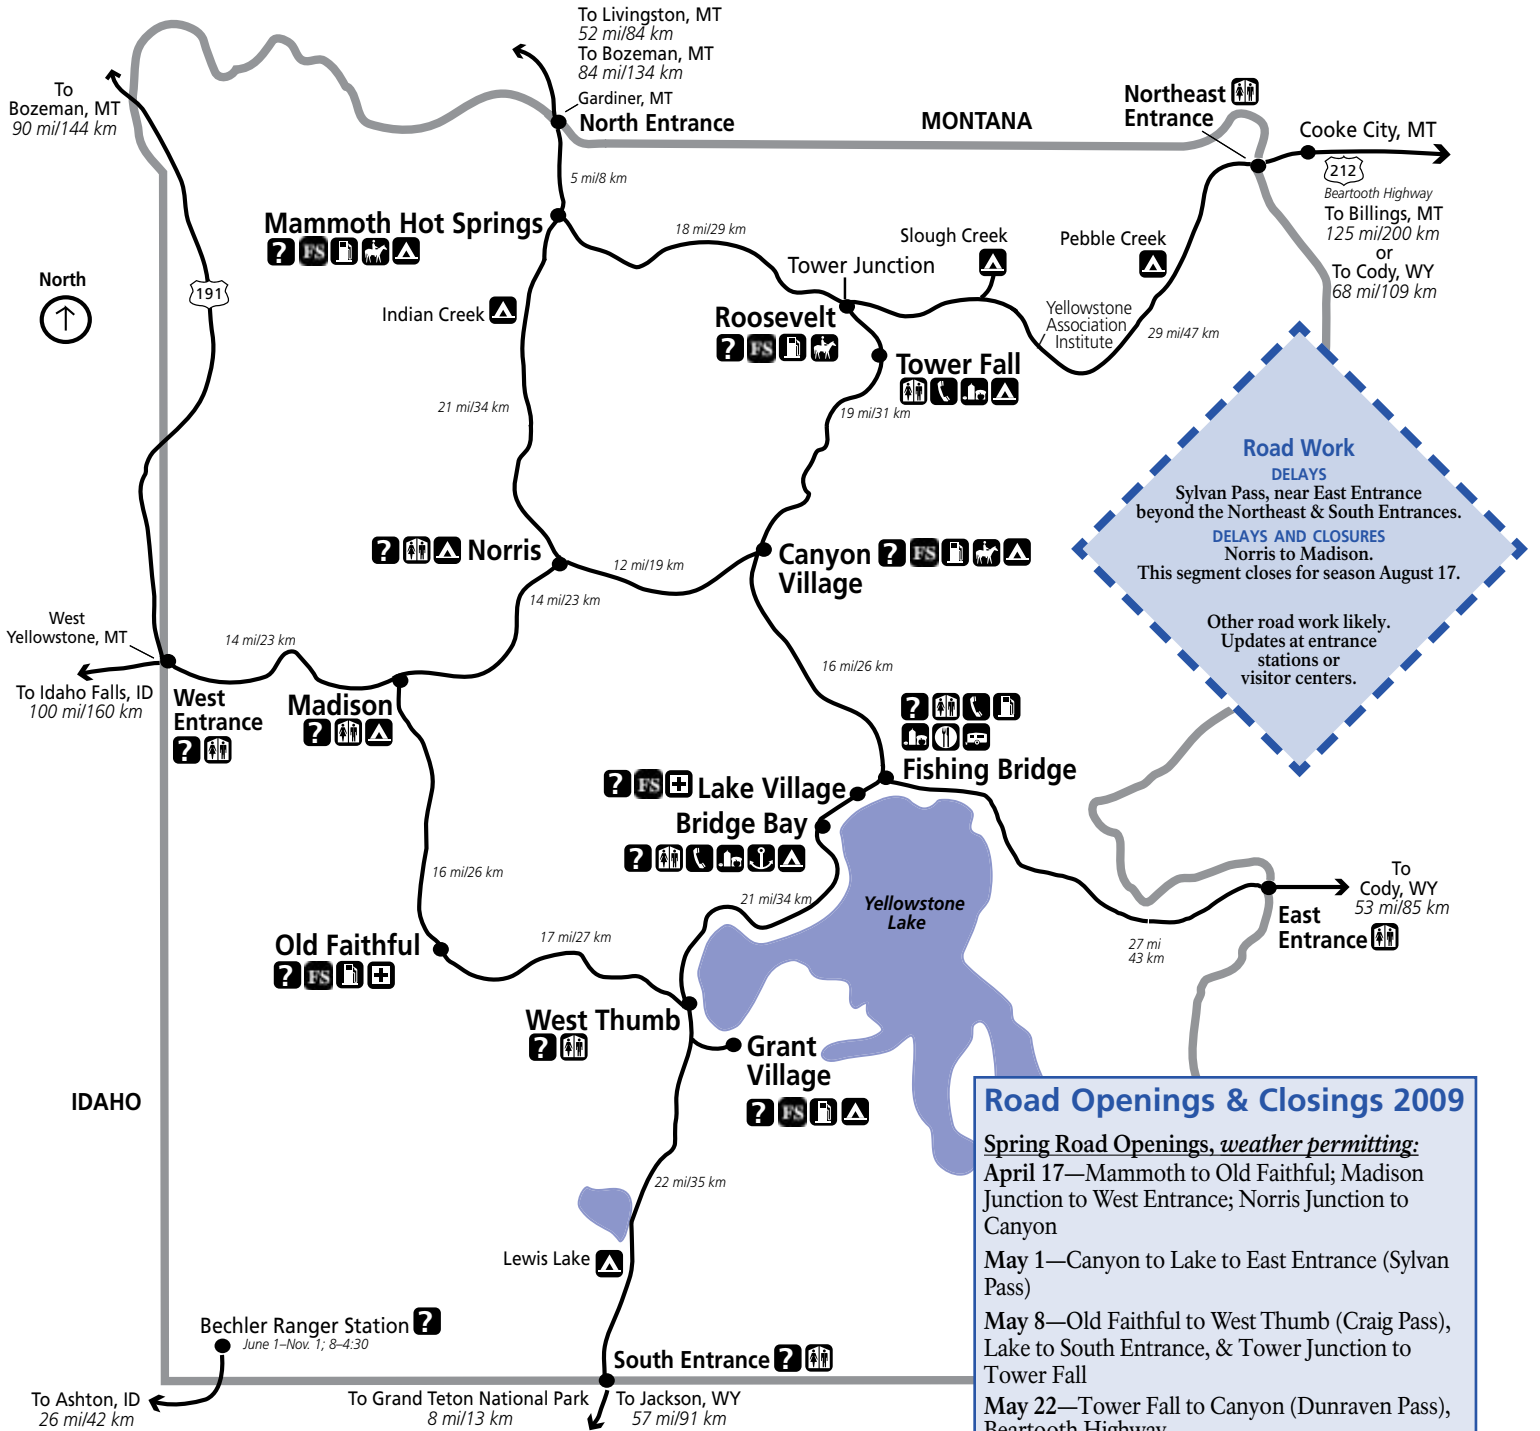 To Livingston, MT
52 mi/84 km
To Bozeman, MT
84 mi/134 km
Gardiner, MT
North Entrance
To
Bozeman, MT
90 mi/144 km
MONTANA
Northeast
Entrance
Cooke City, MT
212
Beartooth Highway
To Billings, MT
125 mi/200 km
or
To Cody, WY
68 mi/109 km
5 mi/8 km
Mammoth Hot Springs
? FS
18 mi/29 km
Slough Creek
Pebble Creek
Tower Junction
North
191
Indian Creek
Roosevelt
? FS
Yellowstone
Association
Institute
29 mi/47 km
Tower Fall
21 mi/34 km
19 mi/31 km
Road Work
DELAYS
Sylvan Pass, near East Entrance
beyond the Northeast & South Entrances.
DELAYS AND CLOSURES
Norris to Madison.
This segment closes for season August 17.
Other road work likely.
Updates at entrance
stations or
visitor centers.
? Norris
12 mi/19 km
Canyon
Village
? FS
14 mi/23 km
West
Yellowstone, MT
14 mi/23 km
To Idaho Falls, ID
100 mi/160 km
West
Entrance
?
Madison
?
16 mi/26 km
?
Fishing Bridge
? FS Lake Village
Bridge Bay
?
16 mi/26 km
21 mi/34 km
Yellowstone
Lake
To
Cody, WY
53 mi/85 km
East
Entrance
27 mi
43 km
Old Faithful
? FS
17 mi/27 km
West Thumb
?
Grant
Village
? FS
IDAHO
22 mi/35 km
Lewis Lake
Bechler Ranger Station ?
June 1–Nov. 1; 8–4:30
South Entrance ?
To Ashton, ID
26 mi/42 km
To Grand Teton National Park
8 mi/13 km
To Jackson, WY
57 mi/91 km
Road Openings & Closings 2009
Spring Road Openings, weather permitting:
April 17—Mammoth to Old Faithful; Madison
Junction to West Entrance; Norris Junction to
Canyon
May 1—Canyon to Lake to East Entrance (Sylvan
Pass)
May 8—Old Faithful to West Thumb (Craig Pass),
Lake to South Entrance, & Tower Junction to
Tower Fall
May 22—Tower Fall to Canyon (Dunraven Pass),
Beartooth Highway